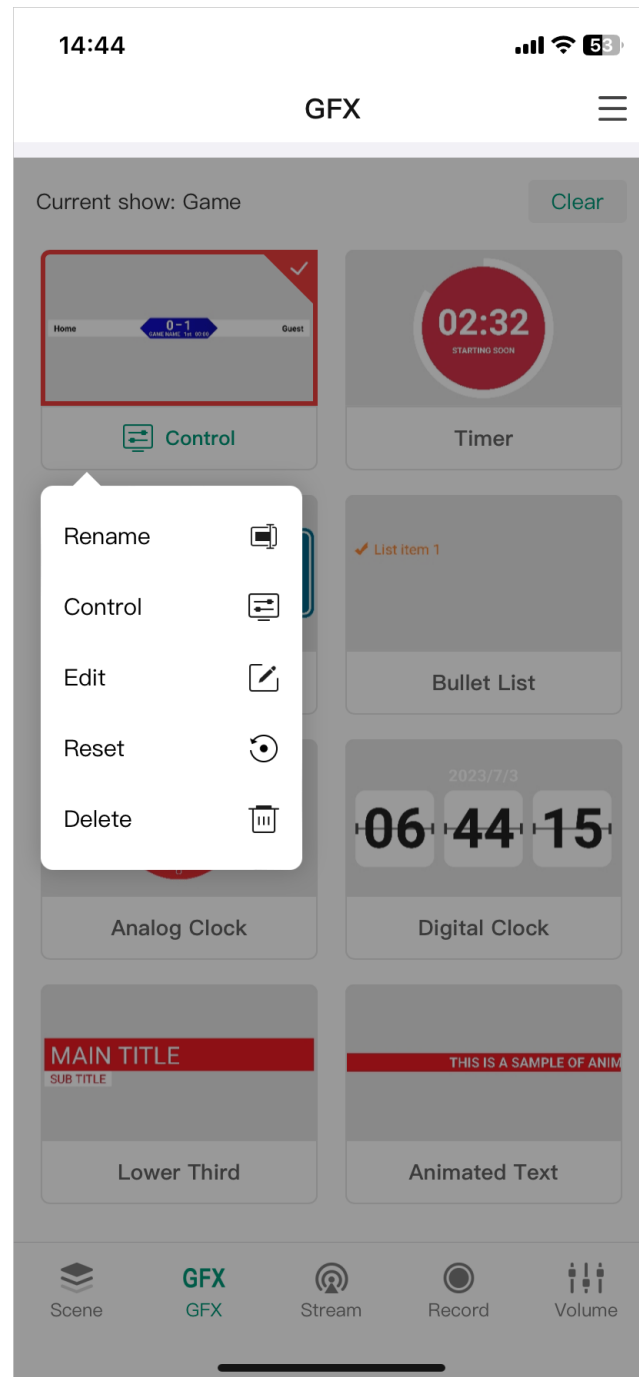 14:44
53
GFX
Current show: Game
Clear
Home
0-1
GAME NAME 1st 00:00
Guest
02:32
STARTING SOON
Control
Timer
Rename
Control
Edit
Reset
Delete
List item 1
Bullet List
2023/7/3
06 44 15
Analog Clock
Digital Clock
MAIN TITLE
SUB TITLE
THIS IS A SAMPLE OF ANIM
Lower Third
Animated Text
GFX
Scene
GFX
Stream
Record
Volume